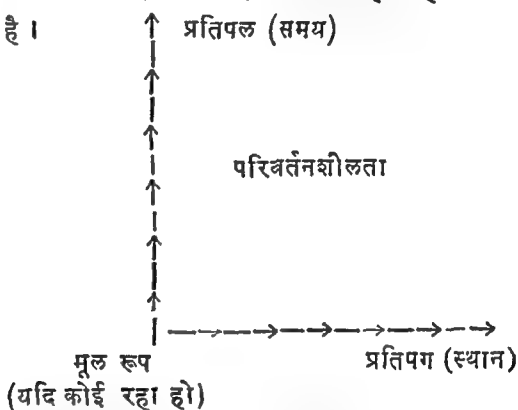 है ।
प्रतिपल (समय)
परिवर्तनशीलता
मूल रूप
प्रतिपग (स्थान)
(यदि कोई रहा हो)